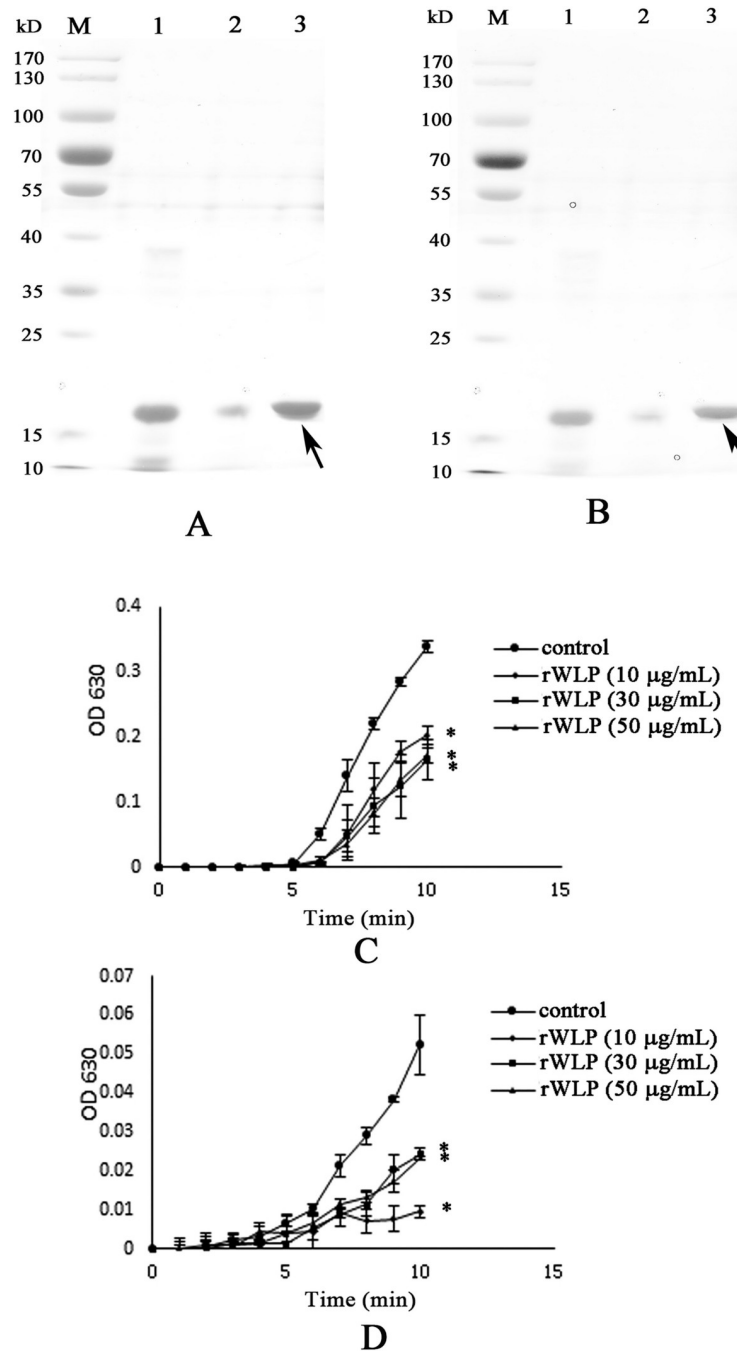 kD M 1 2 3
170
130
100
70
55
40
35
25
15
10
A
kD M 1 2 3
170
130
100
70
55
40
35
25
15
10
B
0.4
0.3
0.2
0.1
0
OD 630
0 5 10 15
Time (min)
control
rWLP (10 μg/mL)
rWLP (30 μg/mL)
rWLP (50 μg/mL)
*
*
*
C
0.07
0.06
0.05
0.04
0.03
0.02
0.01
0
OD 630
0 5 10 15
Time (min)
control
rWLP (10 μg/mL)
rWLP (30 μg/mL)
rWLP (50 μg/mL)
*
*
*
D